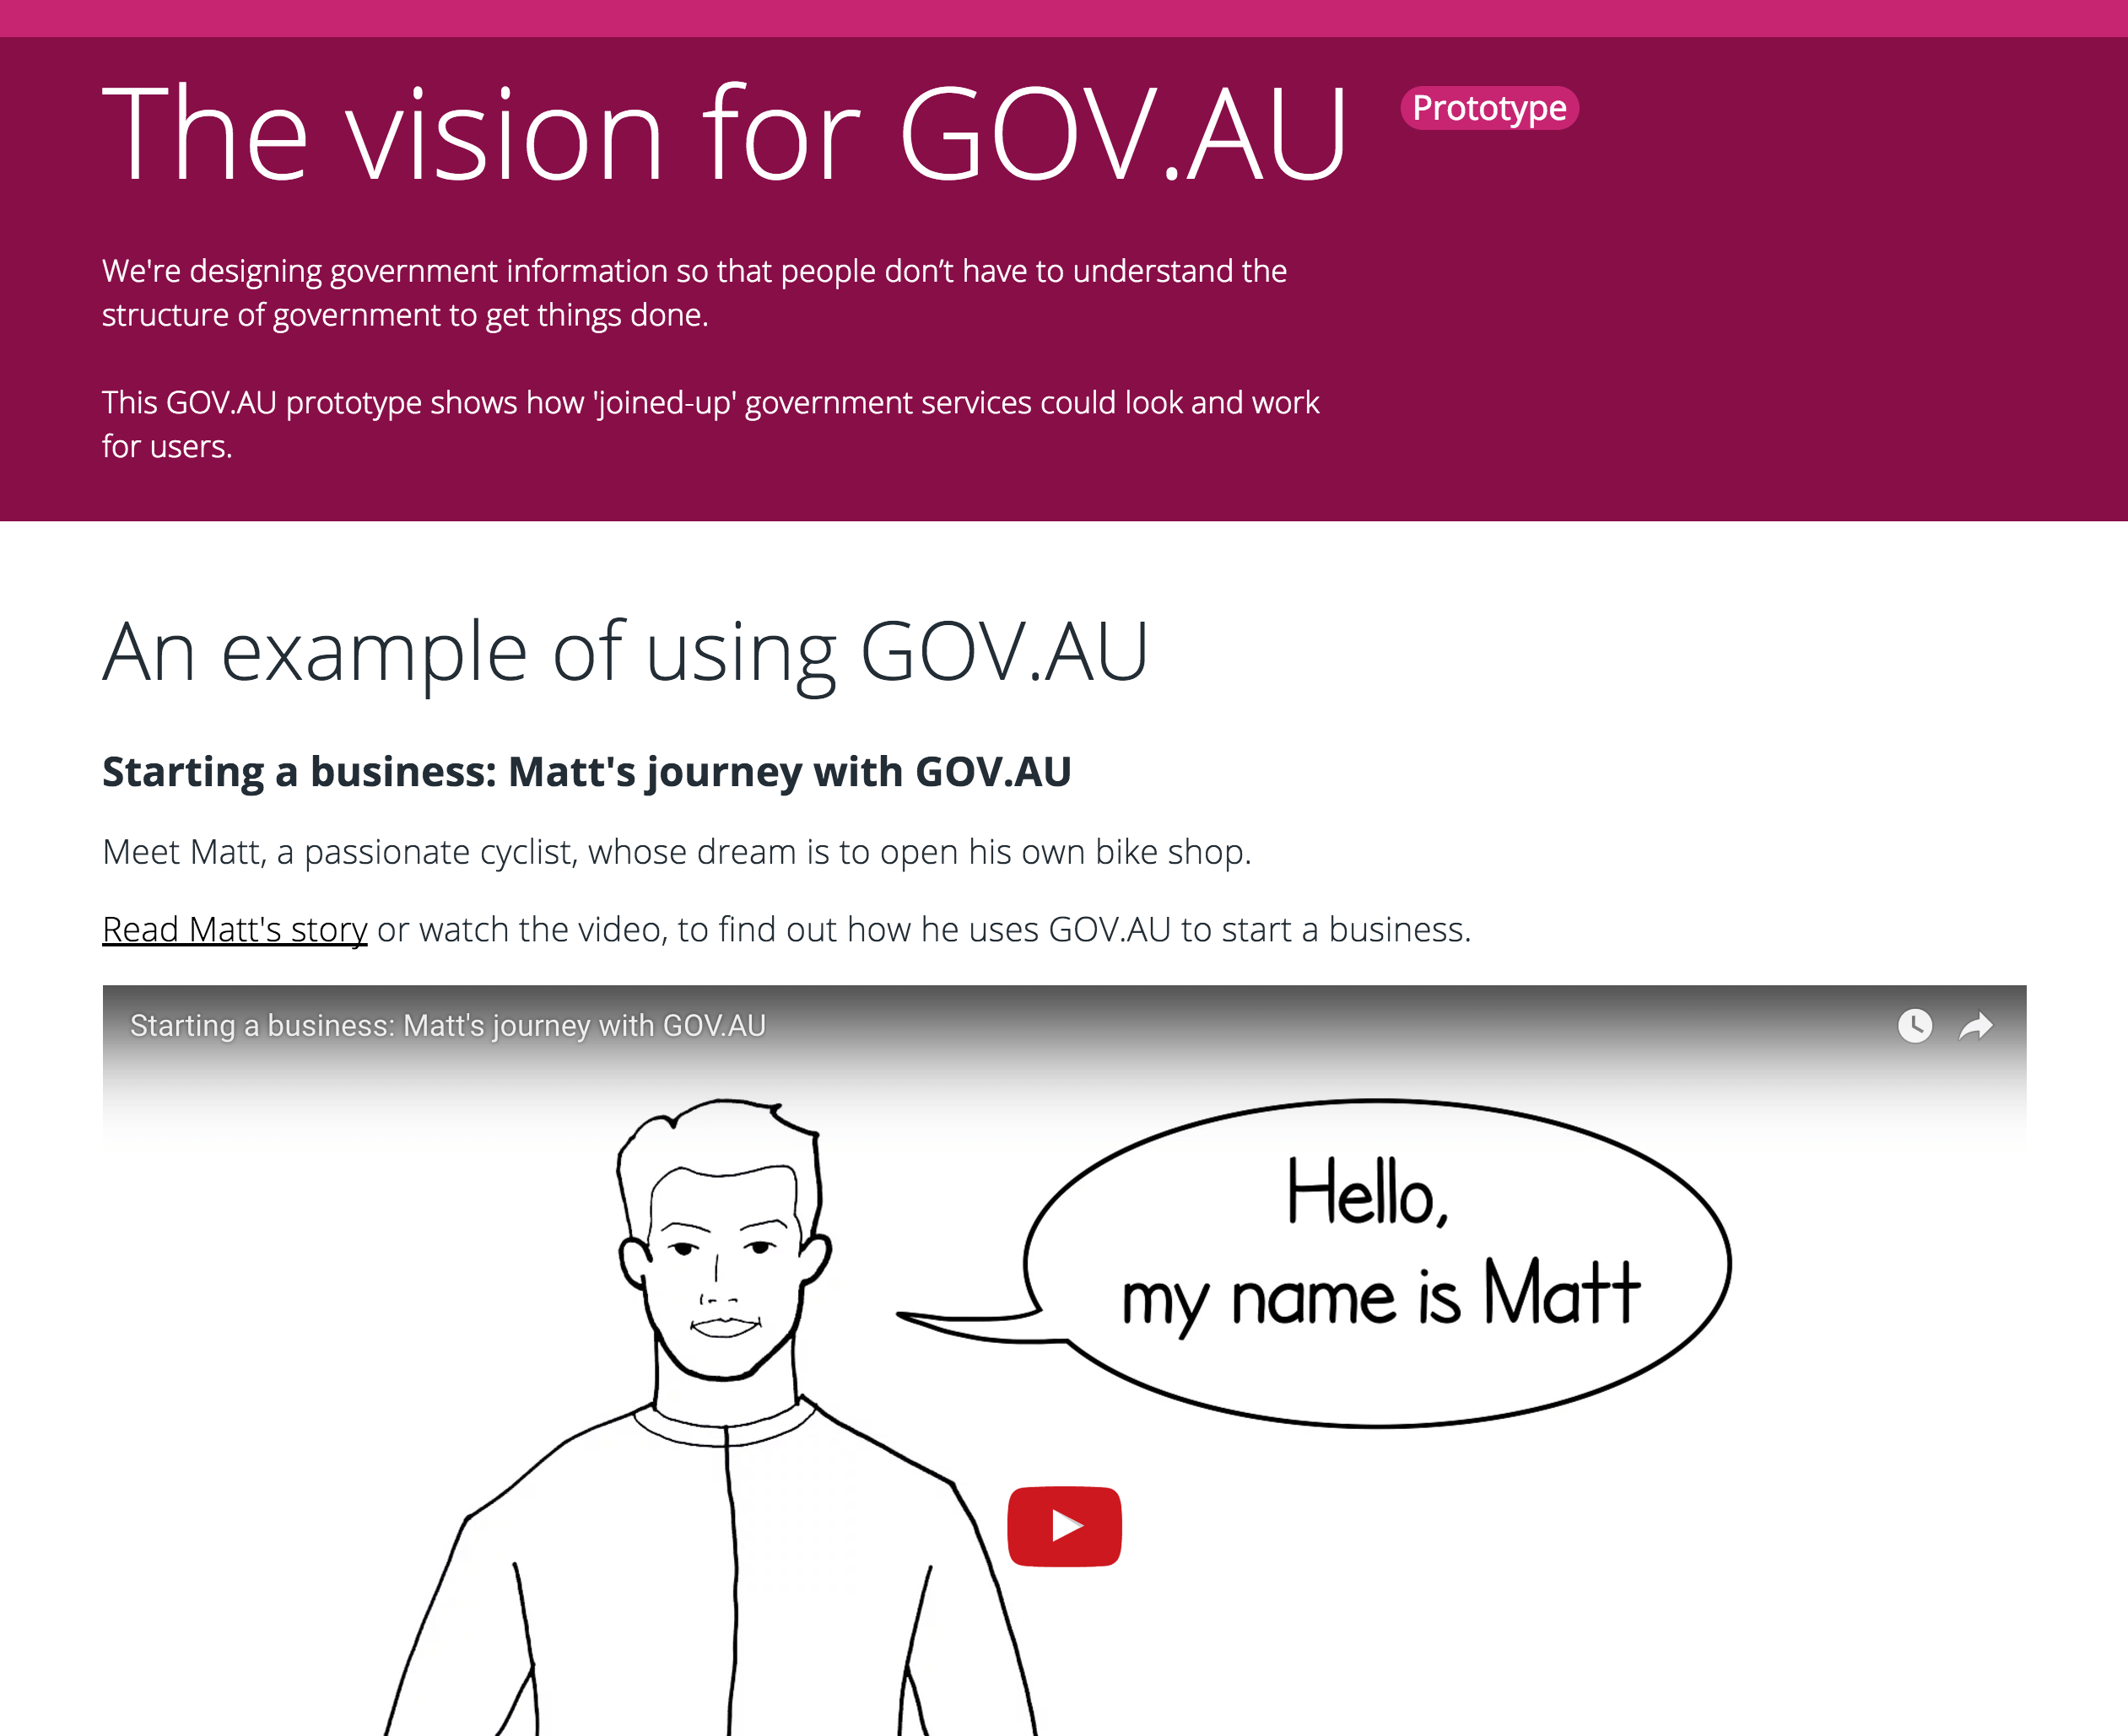 The vision for GOV.AU
Prototype
We're designing government information so that people don’t have to understand the
structure of government to get things done.
This GOV.AU prototype shows how 'joined-up' government services could look and work
for users.
An example of using GOV.AU
Starting a business: Matt's journey with GOV.AU
Meet Matt, a passionate cyclist, whose dream is to open his own bike shop.
Read Matt's story or watch the video, to find out how he uses GOV.AU to start a business.
Starting a business: Matt's journey with GOV.AU
Hello,
my name is Matt